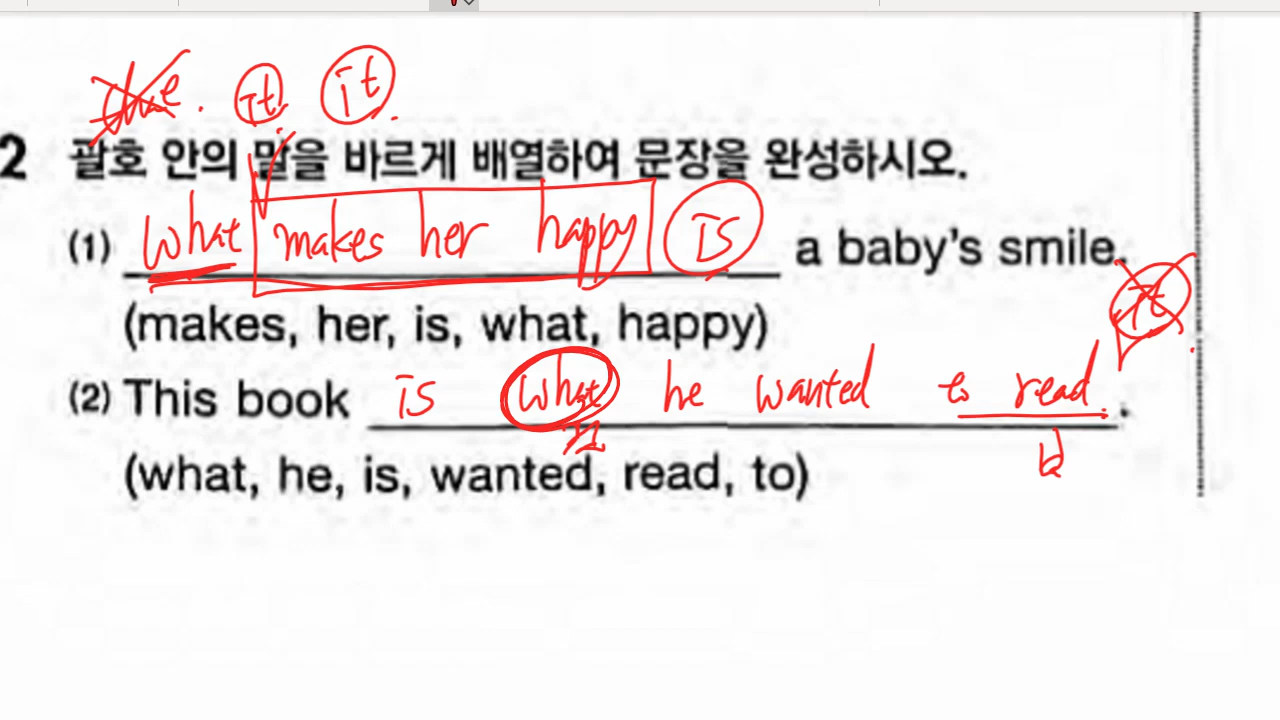 it. it.
2 괄호 안의 말을 바르게 배열하여 문장을 완성하시오.
(1) what makes her happy is a baby's smile.
(makes, her, is, what, happy)
(2) This book is what he wanted to read.
(what, he, is, wanted, read, to)